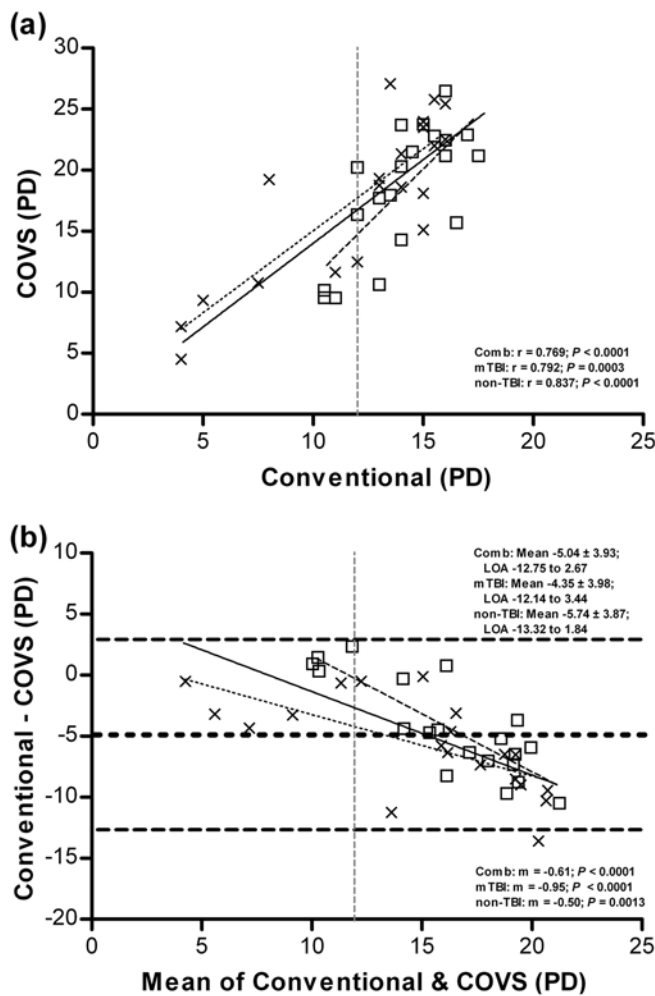 (a)
30
25
20
15
10
5
0
COVS (PD)
Comb: r = 0.769; P < 0.0001
mTBI: r = 0.792; P = 0.0003
non-TBI: r = 0.837; P < 0.0001
0 5 10 15 20 25
Conventional (PD)
(b)
10
5
0
-5
-10
-15
-20
Conventional - COVS (PD)
Comb: Mean -5.04 ± 3.93;
LOA -12.75 to 2.67
mTBI: Mean -4.35 ± 3.98;
LOA -12.14 to 3.44
non-TBI: Mean -5.74 ± 3.87;
LOA -13.32 to 1.84
Comb: m = -0.61; P < 0.0001
mTBI: m = -0.95; P < 0.0001
non-TBI: m = -0.50; P = 0.0013
0 5 10 15 20 25
Mean of Conventional & COVS (PD)